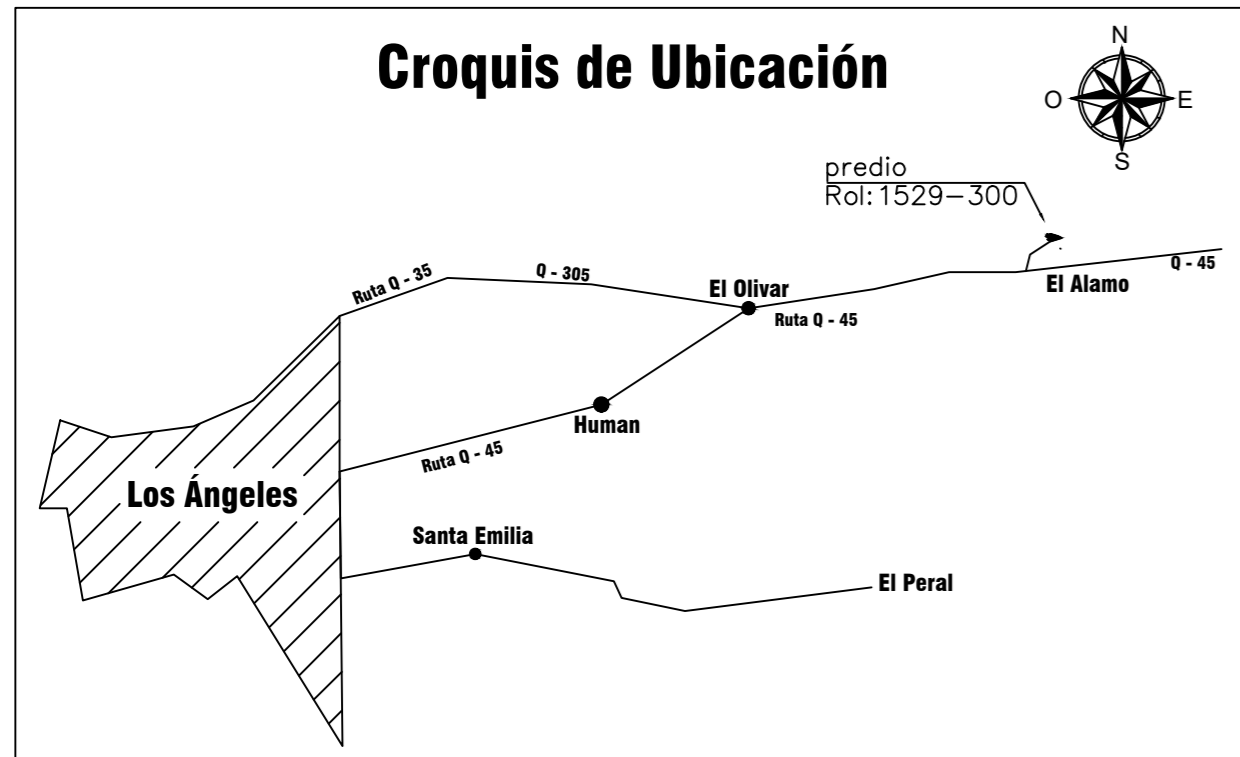 Croquis de Ubicación
N
O
E
S
predio
Rol: 1529-300
Ruta Q - 35
Q - 305
El Olivar
Ruta Q - 45
El Alamo
Q - 45
Human
Ruta Q - 45
Los Ángeles
Santa Emilia
El Peral